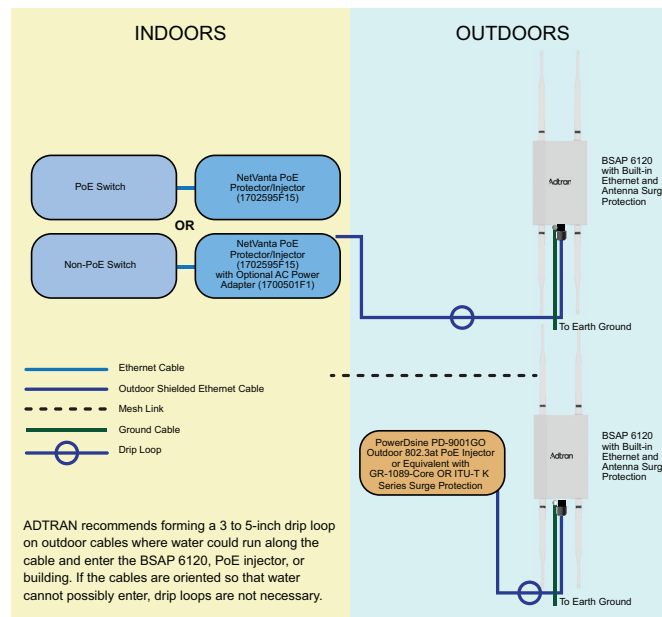 INDOORS
OUTDOORS
PoE Switch
NetVanta PoE
Protector/Injector
(1702595F15)
OR
Non-PoE Switch
NetVanta PoE
Protector/Injector
(1702595F15)
with Optional AC Power
Adapter (1700501F1)
Adtran
BSAP 6120
with Built-in
Ethernet and
Antenna Surg
Protection
To Earth Ground
Ethernet Cable
Outdoor Shielded Ethernet Cable
Mesh Link
Ground Cable
Drip Loop
PowerDsine PD-9001GO
Outdoor 802.3at PoE Injector
or Equivalent with
GR-1089-Core OR ITU-T K
Series Surge Protection
Adtran
BSAP 6120
with Built-in
Ethernet and
Antenna Surg
Protection
To Earth Ground
ADTRAN recommends forming a 3 to 5-inch drip loop
on outdoor cables where water could run along the
cable and enter the BSAP 6120, PoE injector, or
building. If the cables are oriented so that water
cannot possibly enter, drip loops are not necessary.